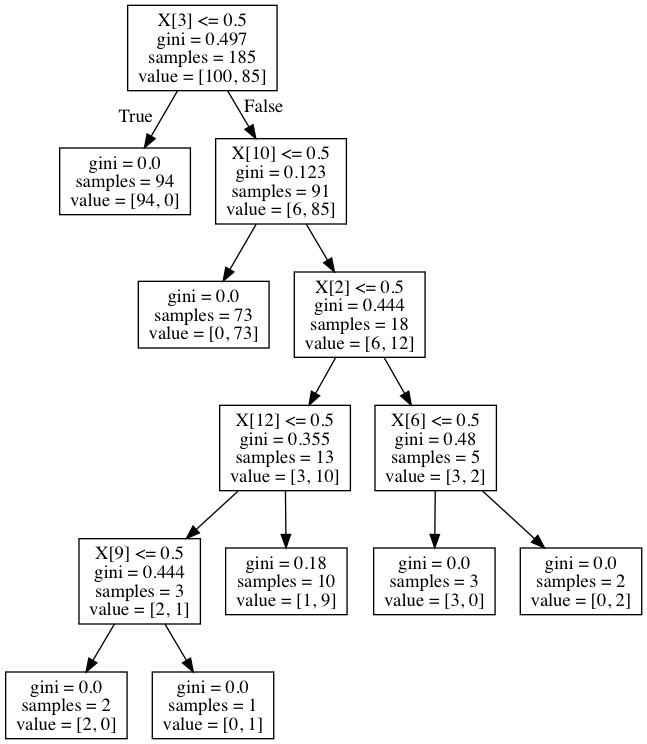 X[3] <= 0.5
gini = 0.497
samples = 185
value = [100, 85]
True
False
gini = 0.0
samples = 94
value = [94, 0]
X[10] <= 0.5
gini = 0.123
samples = 91
value = [6, 85]
gini = 0.0
samples = 73
value = [0, 73]
X[2] <= 0.5
gini = 0.444
samples = 18
value = [6, 12]
X[12] <= 0.5
gini = 0.355
samples = 13
value = [3, 10]
X[6] <= 0.5
gini = 0.48
samples = 5
value = [3, 2]
X[9] <= 0.5
gini = 0.444
samples = 3
value = [2, 1]
gini = 0.18
samples = 10
value = [1, 9]
gini = 0.0
samples = 3
value = [3, 0]
gini = 0.0
samples = 2
value = [0, 2]
gini = 0.0
samples = 2
value = [2, 0]
gini = 0.0
samples = 1
value = [0, 1]